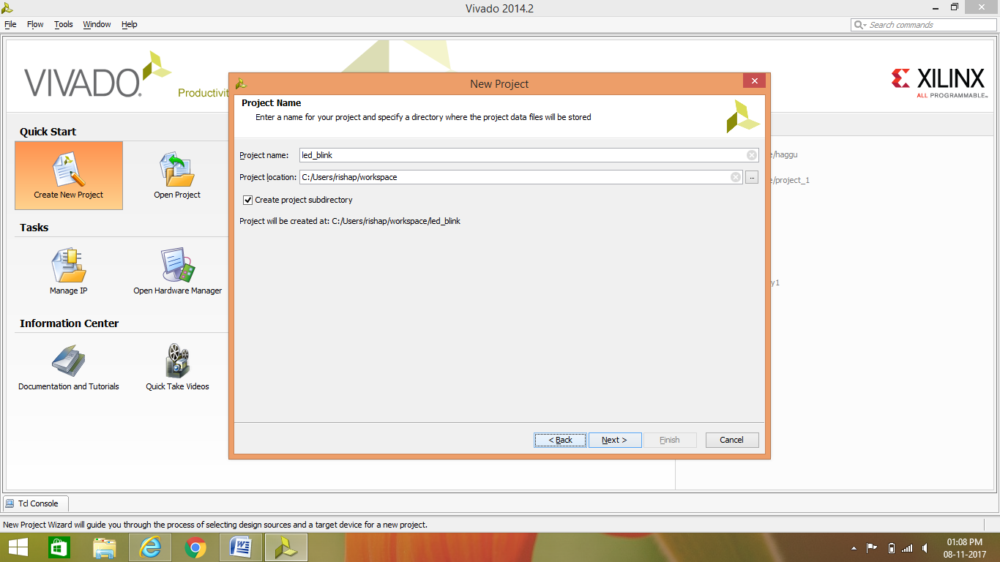 Vivado 2014.2
File Flow Tools Window Help
Search commands
VIVADO.
XILINX
ALL PROGRAMMABLE
New Project
Project Name
Enter a name for your project and specify a directory where the project data files will be stored
Project name: led_blink
Project location: C:/Users/rishap/workspace
...
Create project subdirectory
Project will be created at: C:/Users/rishap/workspace/led_blink
< Back Next > Finish Cancel
Quick Start
Create New Project Open Project
Tasks
Manage IP Open Hardware Manager
Information Center
Documentation and Tutorials Quick Take Videos
e/haggu
e/project_1
y1
Tcl Console
New Project Wizard will guide you through the process of selecting design sources and a target device for a new project.
01:08 PM
08-11-2017